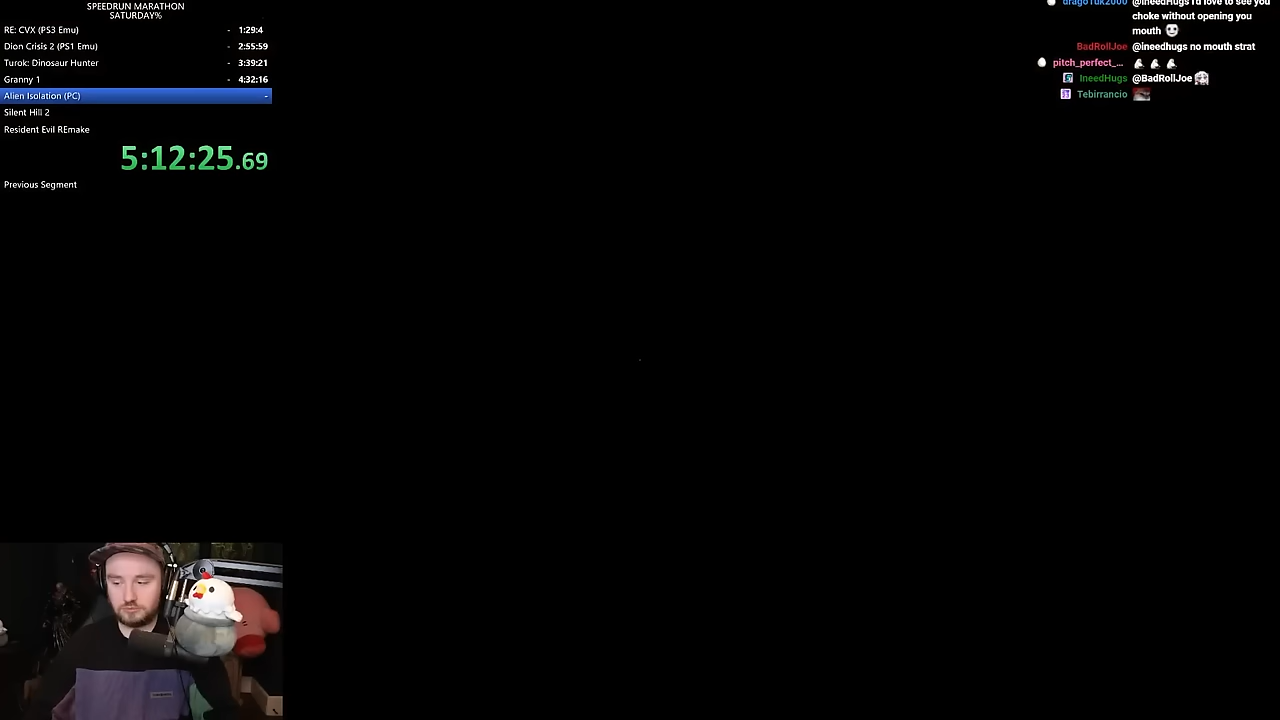 SPEEDRUN MARATHON
SATURDAY%
RE: CVX (PS3 Emu) - 1:29:4
Dion Crisis 2 (PS1 Emu) - 2:55:59
Turok: Dinosaur Hunter - 3:39:21
Granny 1 - 4:32:16
Alien Isolation (PC) -
Silent Hill 2
Resident Evil REmake
5:12:25.69
Previous Segment
drago1uk2000 @IneedHugs I'd love to see you
choke without opening you
mouth
BadRollJoe @ineedhugs no mouth strat
pitch_perfect_...
IneedHugs @BadRollJoe
Tebirrancio